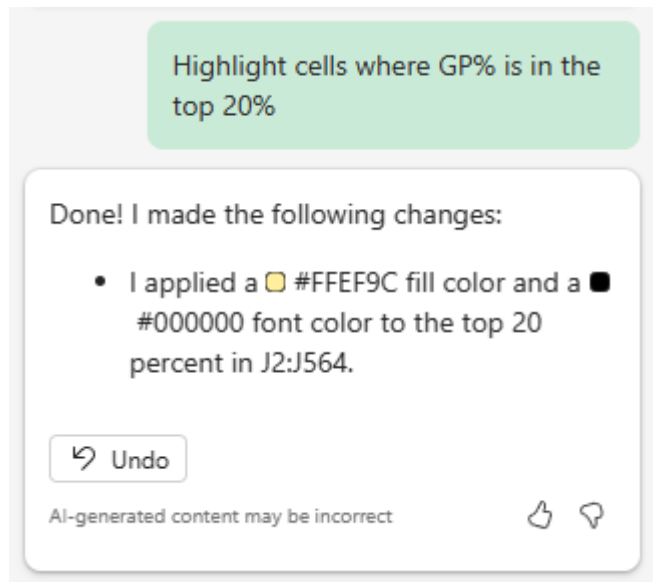 Highlight cells where GP% is in the
top 20%
Done! I made the following changes:
• I applied a #FFEF9C fill color and a
#000000 font color to the top 20
percent in J2:J564.
Undo
AI-generated content may be incorrect